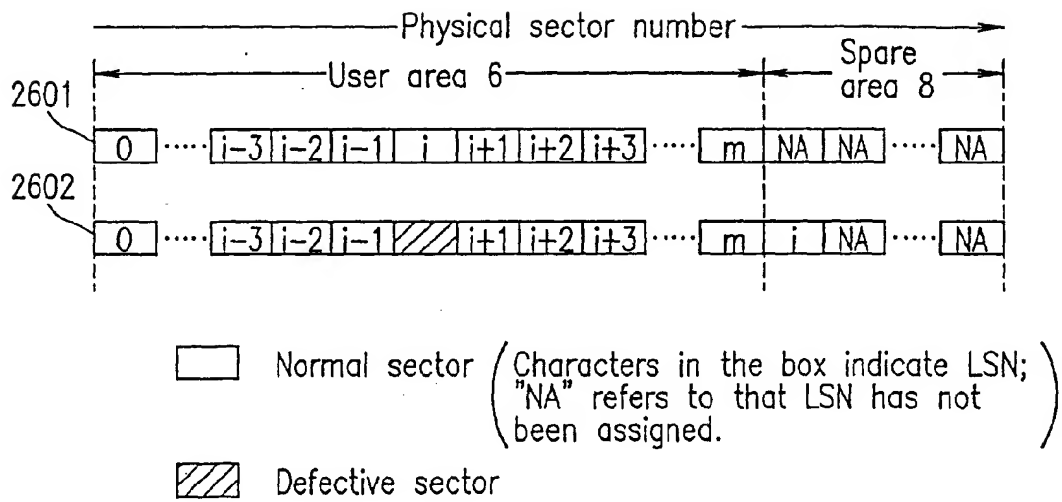 Physical sector number
User area 6
Spare area 8
2601
0 ..... i-3 i-2 i-1 i i+1 i+2 i+3 ..... m NA NA ..... NA
2602
0 ..... i-3 i-2 i-1 i+1 i+2 i+3 ..... m i NA ..... NA
Normal sector (Characters in the box indicate LSN;
"NA" refers to that LSN has not
been assigned.)
Defective sector